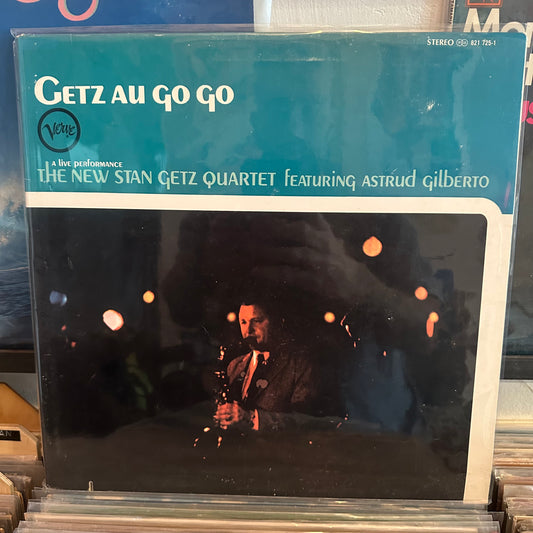 STEREO 821 725-1
GETZ AU GO GO
Verve
a live performance
THE NEW STAN GETZ QUARTET featuring astrud gilberto